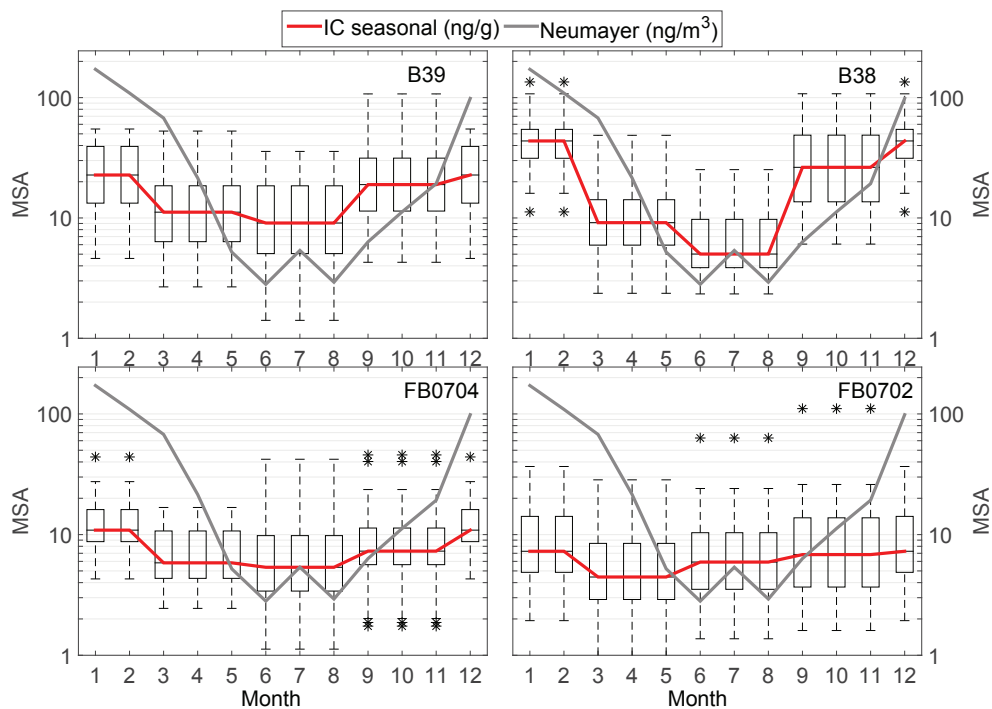 IC seasonal (ng/g) Neumayer (ng/m³)
B39 B38
100 100
MSA MSA
10 10
1 1
1 2 3 4 5 6 7 8 9 10 11 12 1 2 3 4 5 6 7 8 9 10 11 12
FB0704 FB0702
100 100
MSA MSA
10 10
1 1
1 2 3 4 5 6 7 8 9 10 11 12 1 2 3 4 5 6 7 8 9 10 11 12
Month Month